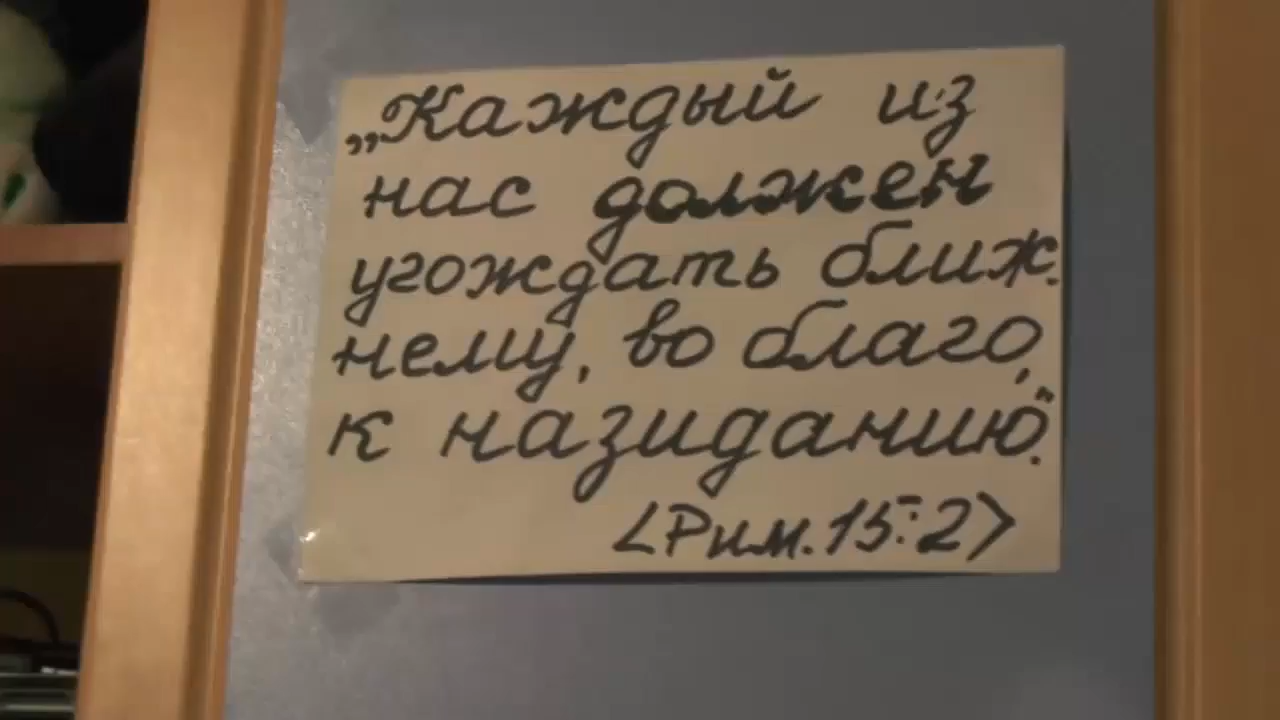 „Каждый из
нас должен
угождать ближ-
нему, во благо,
к назиданию".
<Рим. 15:2>